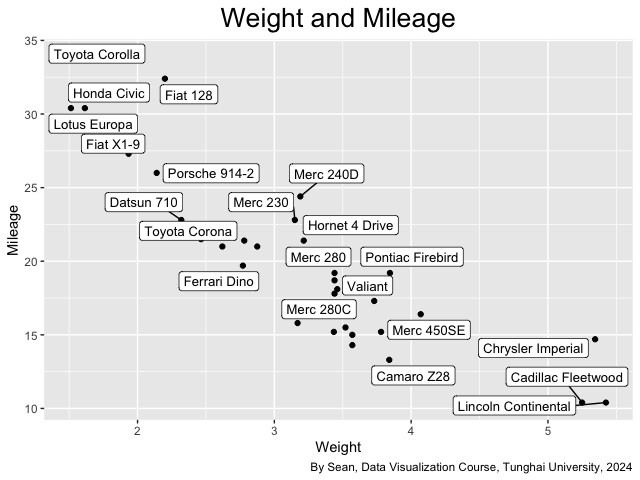 Weight and Mileage
35
Toyota Corolla
Honda Civic
Fiat 128
30
Lotus Europa
Fiat X1-9
Porsche 914-2
Merc 240D
25
Datsun 710
Merc 230
Toyota Corona
Hornet 4 Drive
Mileage
20
Merc 280
Pontiac Firebird
Ferrari Dino
Valiant
Merc 280C
15
Merc 450SE
Chrysler Imperial
Camaro Z28
Cadillac Fleetwood
Lincoln Continental
10
2 3 4 5
Weight
By Sean, Data Visualization Course, Tunghai University, 2024